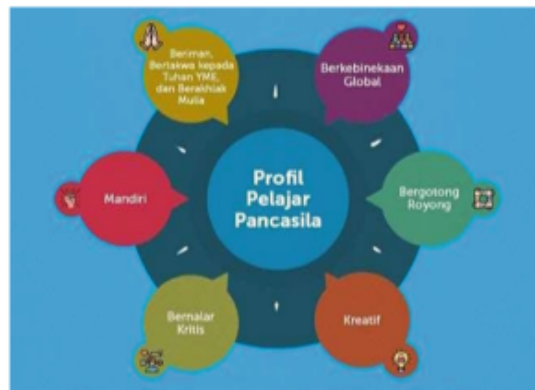 Beriman,
Bertakwa kepada
Tuhan YME,
dan Berakhlak
Mulia
Berkebinekaan
Global
Mandiri
Profil
Pelajar
Pancasila
Bergotong
Royong
Bernalar
Kritis
Kreatif